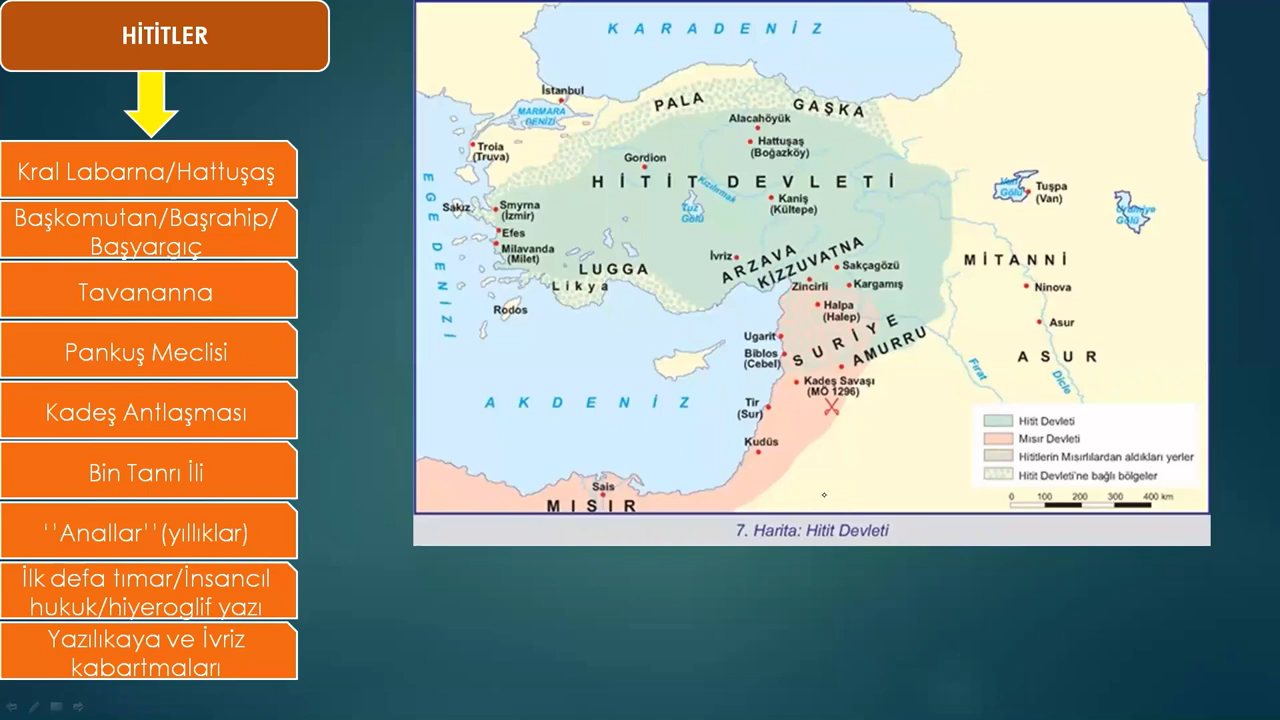 HİTİTLER
Kral Labarna/Hattuşaş
Başkomutan/Başrahip/
Başyargıç
Tavananna
Pankuş Meclisi
Kadeş Antlaşması
Bin Tanrı İli
‘’Anallar’’(yıllıklar)
İlk defa tımar/İnsancıl
hukuk/hiyeroglif yazı
Yazılıkaya ve İvriz
kabartmaları
KARADENİZ
İstanbul
PALA
GAŞKA
MARMARA
DENİZİ
Alacahöyük
Troia
(Truva)
Hattuşaş
(Boğazköy)
Gordion
HİTİT DEVLETİ
Kızılırmak
Van
Gölü
Tuşpa
(Van)
EGE DENİZİ
Sakız
Smyrna
(İzmir)
Tuz
Gölü
Kaniş
(Kültepe)
Urumiye
Gölü
Efes
Milavanda
(Milet)
İvriz
ARZAVA
KİZZUVATNA
MİTANNİ
LUGGA
Likya
Sakçagözü
Zincirli
Kargamış
Ninova
Rodos
Halpa
(Halep)
Asur
Ugarit
SURİYE
AMURRU
Biblos
(Cebel)
ASUR
Fırat
Dicle
Kadeş Savaşı
(MÖ 1296)
AKDENİZ
Tir
(Sur)
Kudüs
Sais
MISIR
Hitit Devleti
Mısır Devleti
Hititlerin Mısırlılardan aldıkları yerler
Hitit Devleti'ne bağlı bölgeler
0 100 200 300 400 km
7. Harita: Hitit Devleti